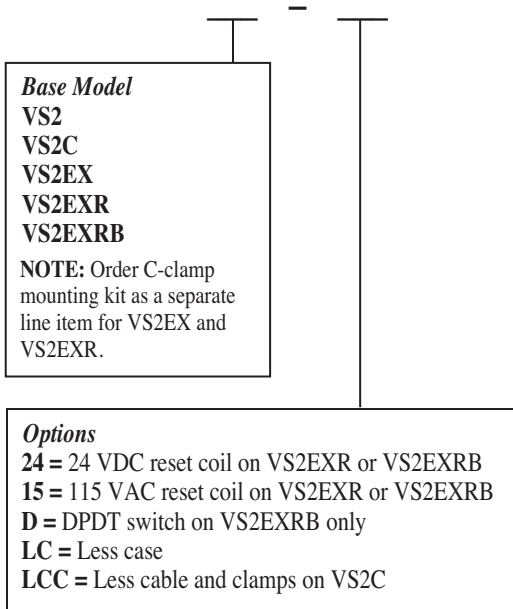 –
Base Model
VS2
VS2C
VS2EX
VS2EXR
VS2EXRB
NOTE: Order C-clamp
mounting kit as a separate
line item for VS2EX and
VS2EXR.
Options
24 = 24 VDC reset coil on VS2EXR or VS2EXRB
15 = 115 VAC reset coil on VS2EXR or VS2EXRB
D = DPDT switch on VS2EXRB only
LC = Less case
LCC = Less cable and clamps on VS2C